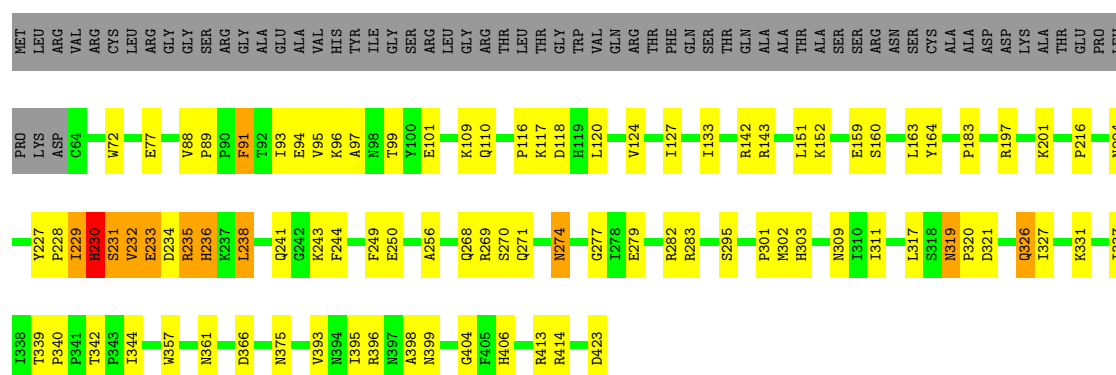 MET LEU ARG VAL ARG CYS LEU ARG GLY GLY SER ARG GLY ALA GLU ALA VAL HIS TYR ILE GLY SER ARG LEU GLY ARG THR LEU THR GLY TRP VAL GLN ARG THR PHE GLN SER THR GLN ALA ALA THR ALA SER SER ARG ASN SER CYS ALA ALA ASP ASP LYS ALA THR GLU PRO
PRO LYS ASP C64 W72 E77 V88 P89 P90 F91 T92 I93 E94 V95 K96 A97 N98 T99 Y100 E101 K109 Q110 P116 K117 D118 H119 L120 V124 I127 I133 R142 R143 L151 K152 E159 S160 L163 Y164 P183 R197 K201 P216
Y227 P228 I229 H230 S231 V232 E233 D234 R235 H236 K237 L238 Q241 G242 K243 F244 F249 E250 A256 Q268 R269 S270 Q271 N274 G277 I278 E279 R282 R283 S295 P301 M302 H303 N309 I310 I311 L317 S318 N319 P320 D321 Q326 I327 K331
I338 T339 P340 P341 T342 P343 I344 W357 N361 D366 N375 V393 N394 I395 R396 N397 A398 N399 G404 F405 H406 R413 R414 D423